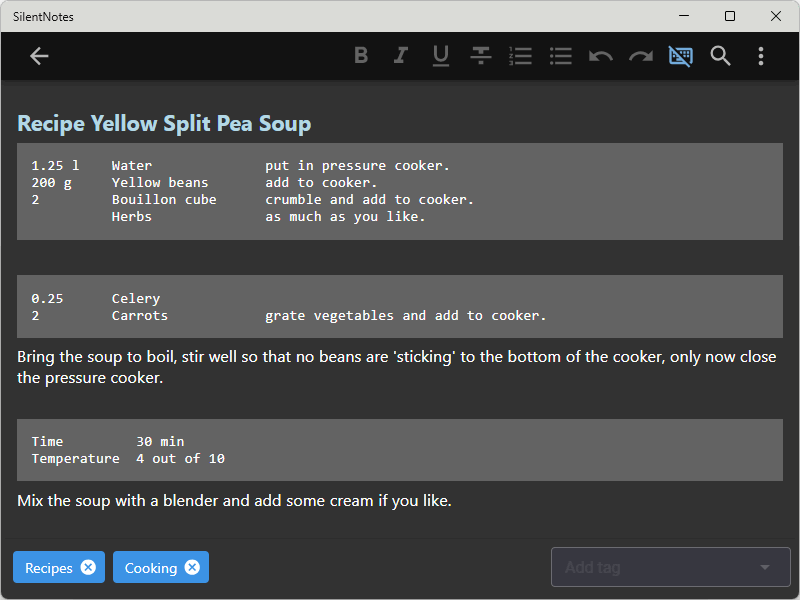 SilentNotes
B I U S
Recipe Yellow Split Pea Soup
1.25 l Water put in pressure cooker.
200 g Yellow beans add to cooker.
2 Bouillon cube crumble and add to cooker.
Herbs as much as you like.
0.25 Celery
2 Carrots grate vegetables and add to cooker.
Bring the soup to boil, stir well so that no beans are 'sticking' to the bottom of the cooker, only now close
the pressure cooker.
Time 30 min
Temperature 4 out of 10
Mix the soup with a blender and add some cream if you like.
Recipes Cooking Add tag